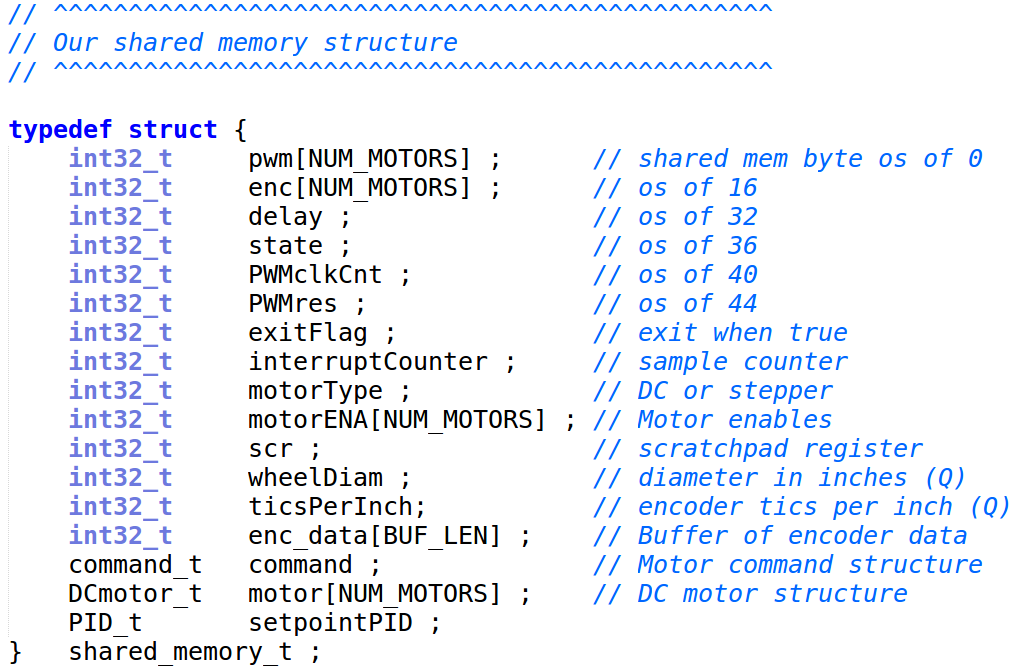 // ^^^^^^^^^^^^^^^^^^^^^^^^^^^^^^^^^^^^^^^^^^^^^^^^
// Our shared memory structure
// ^^^^^^^^^^^^^^^^^^^^^^^^^^^^^^^^^^^^^^^^^^^^^^^^

typedef struct {
    int32_t     pwm[NUM_MOTORS] ;      // shared mem byte os of 0
    int32_t     enc[NUM_MOTORS] ;      // os of 16
    int32_t     delay ;                // os of 32
    int32_t     state ;                // os of 36
    int32_t     PWMclkCnt ;            // os of 40
    int32_t     PWMres ;               // os of 44
    int32_t     exitFlag ;             // exit when true
    int32_t     interruptCounter ;     // sample counter
    int32_t     motorType ;            // DC or stepper
    int32_t     motorENA[NUM_MOTORS] ; // Motor enables
    int32_t     scr ;                  // scratchpad register
    int32_t     wheelDiam ;            // diameter in inches (Q)
    int32_t     ticsPerInch;           // encoder tics per inch (Q)
    int32_t     enc_data[BUF_LEN] ;    // Buffer of encoder data
    command_t   command ;              // Motor command structure
    DCmotor_t   motor[NUM_MOTORS] ;    // DC motor structure
    PID_t       setpointPID ;
}   shared_memory_t ;